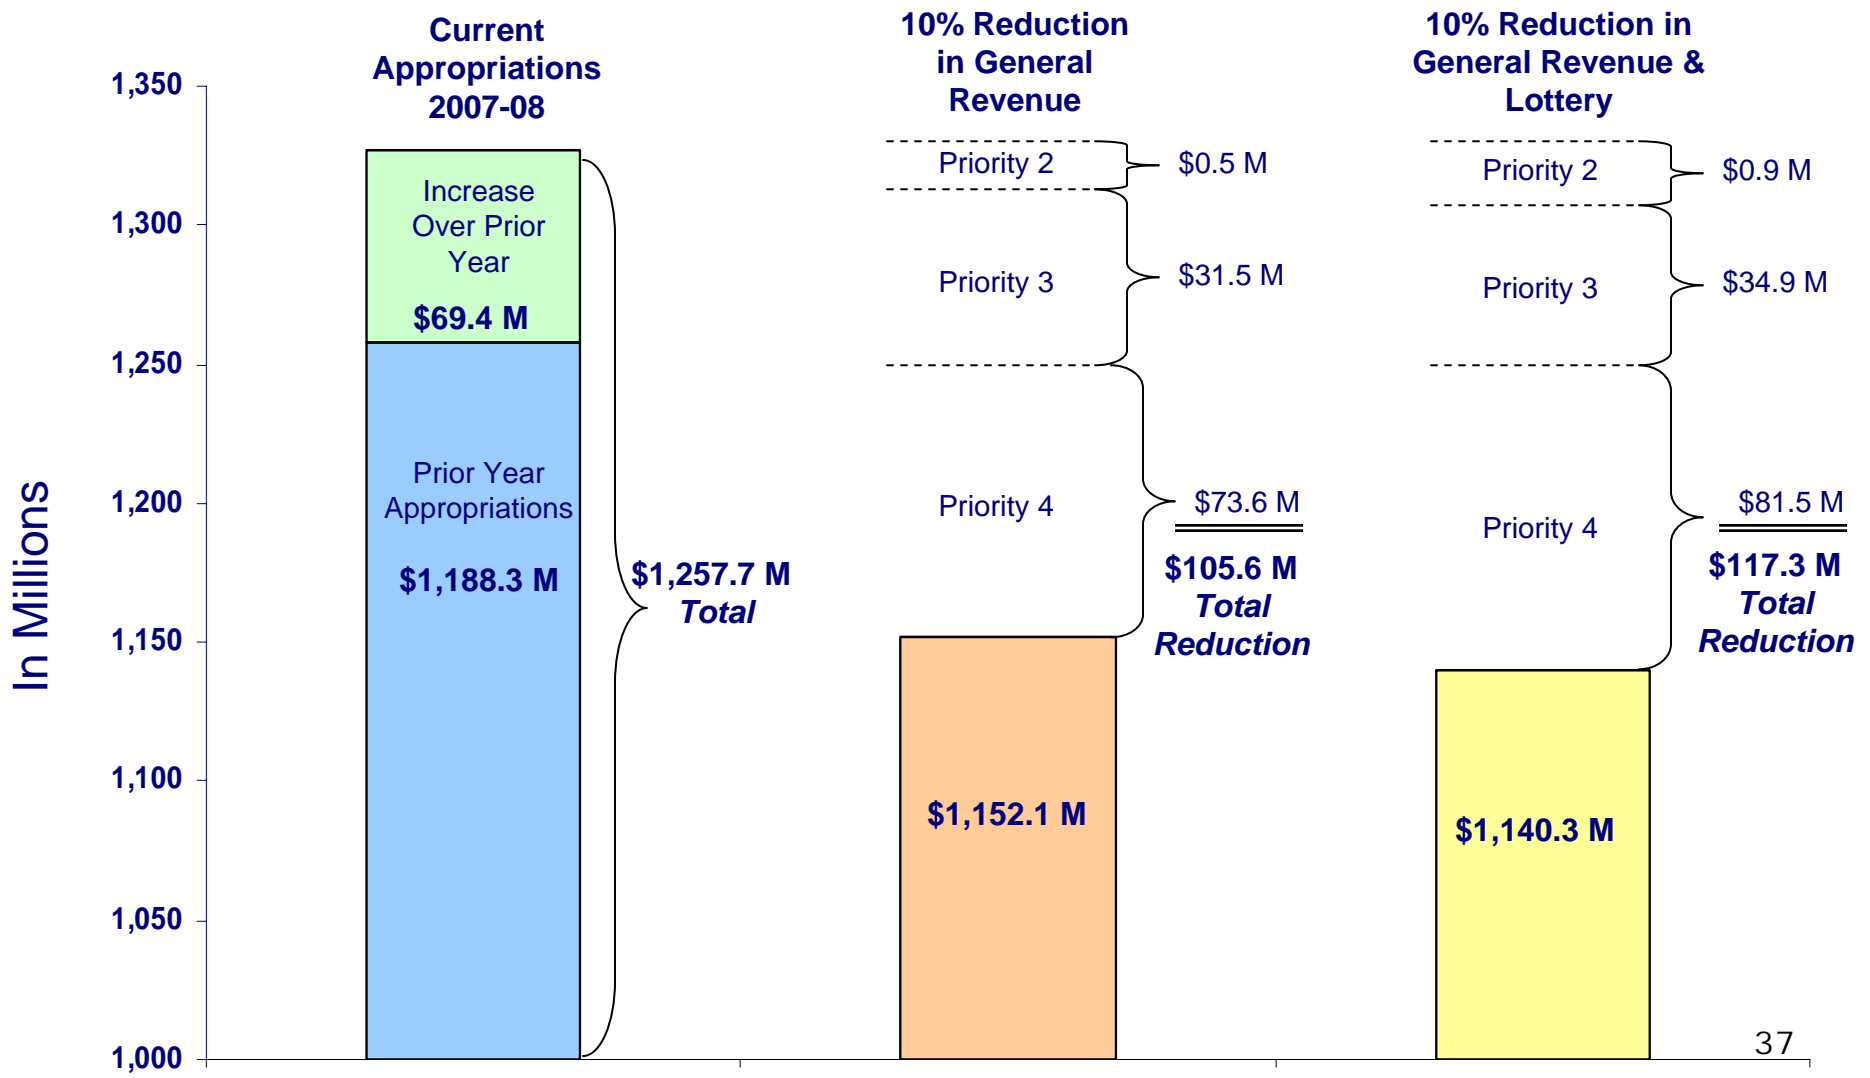 Current
Appropriations
2007-08
10% Reduction
in General
Revenue
10% Reduction in
General Revenue &
Lottery
In Millions
1,350
1,300
1,250
1,200
1,150
1,100
1,050
1,000
Increase
Over Prior
Year
$69.4 M
Prior Year
Appropriations
$1,188.3 M
$1,257.7 M
Total
Priority 2
$0.5 M
Priority 3
$31.5 M
Priority 4
$73.6 M
$105.6 M
Total
Reduction
$1,152.1 M
Priority 2
$0.9 M
Priority 3
$34.9 M
Priority 4
$81.5 M
$117.3 M
Total
Reduction
$1,140.3 M
37